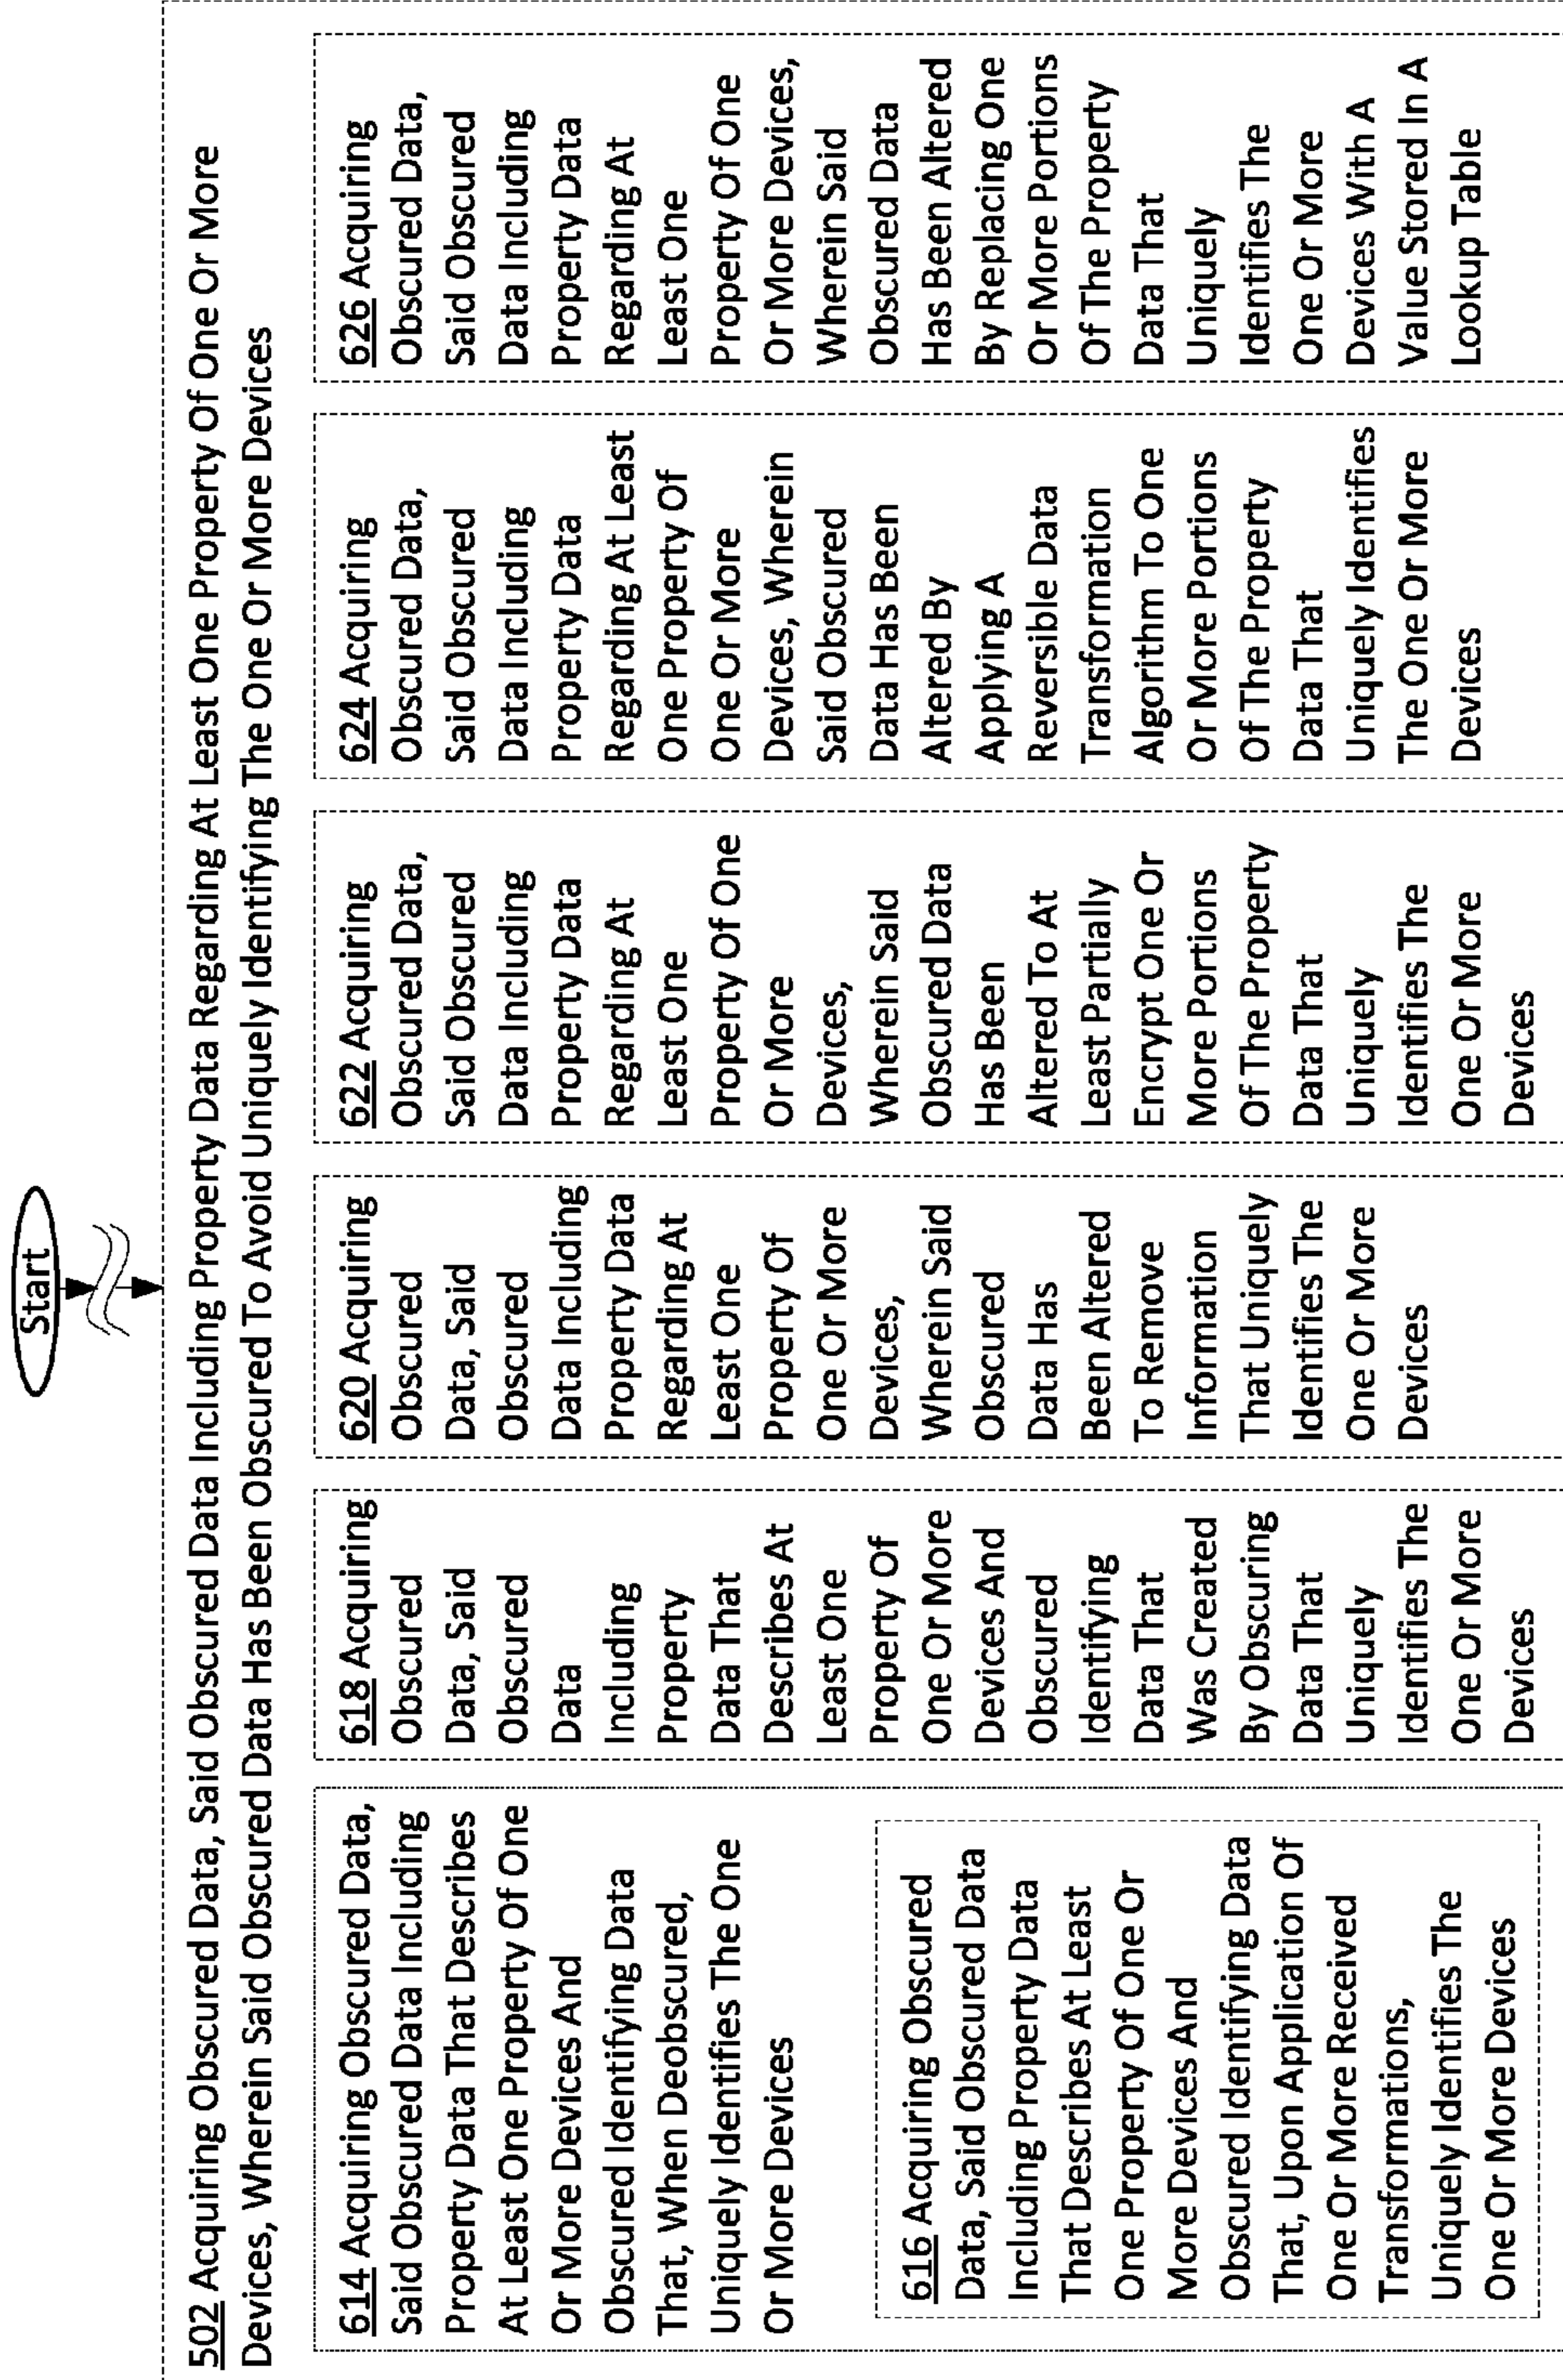 Start
502 Acquiring Obscured Data, Said Obscured Data Including Property Data Regarding At Least One Property Of One Or More
Devices, Wherein Said Obscured Data Has Been Obscured To Avoid Uniquely Identifying The One Or More Devices
614 Acquiring Obscured Data,
Said Obscured Data Including
Property Data That Describes
At Least One Property Of One
Or More Devices And
Obscured Identifying Data
That, When Deobscured,
Uniquely Identifies The One
Or More Devices
616 Acquiring Obscured
Data, Said Obscured Data
Including Property Data
That Describes At Least
One Property Of One Or
More Devices And
Obscured Identifying Data
That, Upon Application Of
One Or More Received
Transformations,
Uniquely Identifies The
One Or More Devices
618 Acquiring
Obscured
Data, Said
Obscured
Data
Including
Property
Data That
Describes At
Least One
Property Of
One Or More
Devices And
Obscured
Identifying
Data That
Was Created
By Obscuring
Data That
Uniquely
Identifies The
One Or More
Devices
620 Acquiring
Obscured
Data, Said
Obscured
Data Including
Property Data
Regarding At
Least One
Property Of
One Or More
Devices,
Wherein Said
Obscured
Data Has
Been Altered
To Remove
Information
That Uniquely
Identifies The
One Or More
Devices
622 Acquiring
Obscured Data,
Said Obscured
Data Including
Property Data
Regarding At
Least One
Property Of One
Or More
Devices,
Wherein Said
Obscured Data
Has Been
Altered To At
Least Partially
Encrypt One Or
More Portions
Of The Property
Data That
Uniquely
Identifies The
One Or More
Devices
624 Acquiring
Obscured Data,
Said Obscured
Data Including
Property Data
Regarding At Least
One Property Of
One Or More
Devices, Wherein
Said Obscured
Data Has Been
Altered By
Applying A
Reversible Data
Transformation
Algorithm To One
Or More Portions
Of The Property
Data That
Uniquely Identifies
The One Or More
Devices
626 Acquiring
Obscured Data,
Said Obscured
Data Including
Property Data
Regarding At
Least One
Property Of One
Or More Devices,
Wherein Said
Obscured Data
Has Been Altered
By Replacing One
Or More Portions
Of The Property
Data That
Uniquely
Identifies The
One Or More
Devices With A
Value Stored In A
Lookup Table